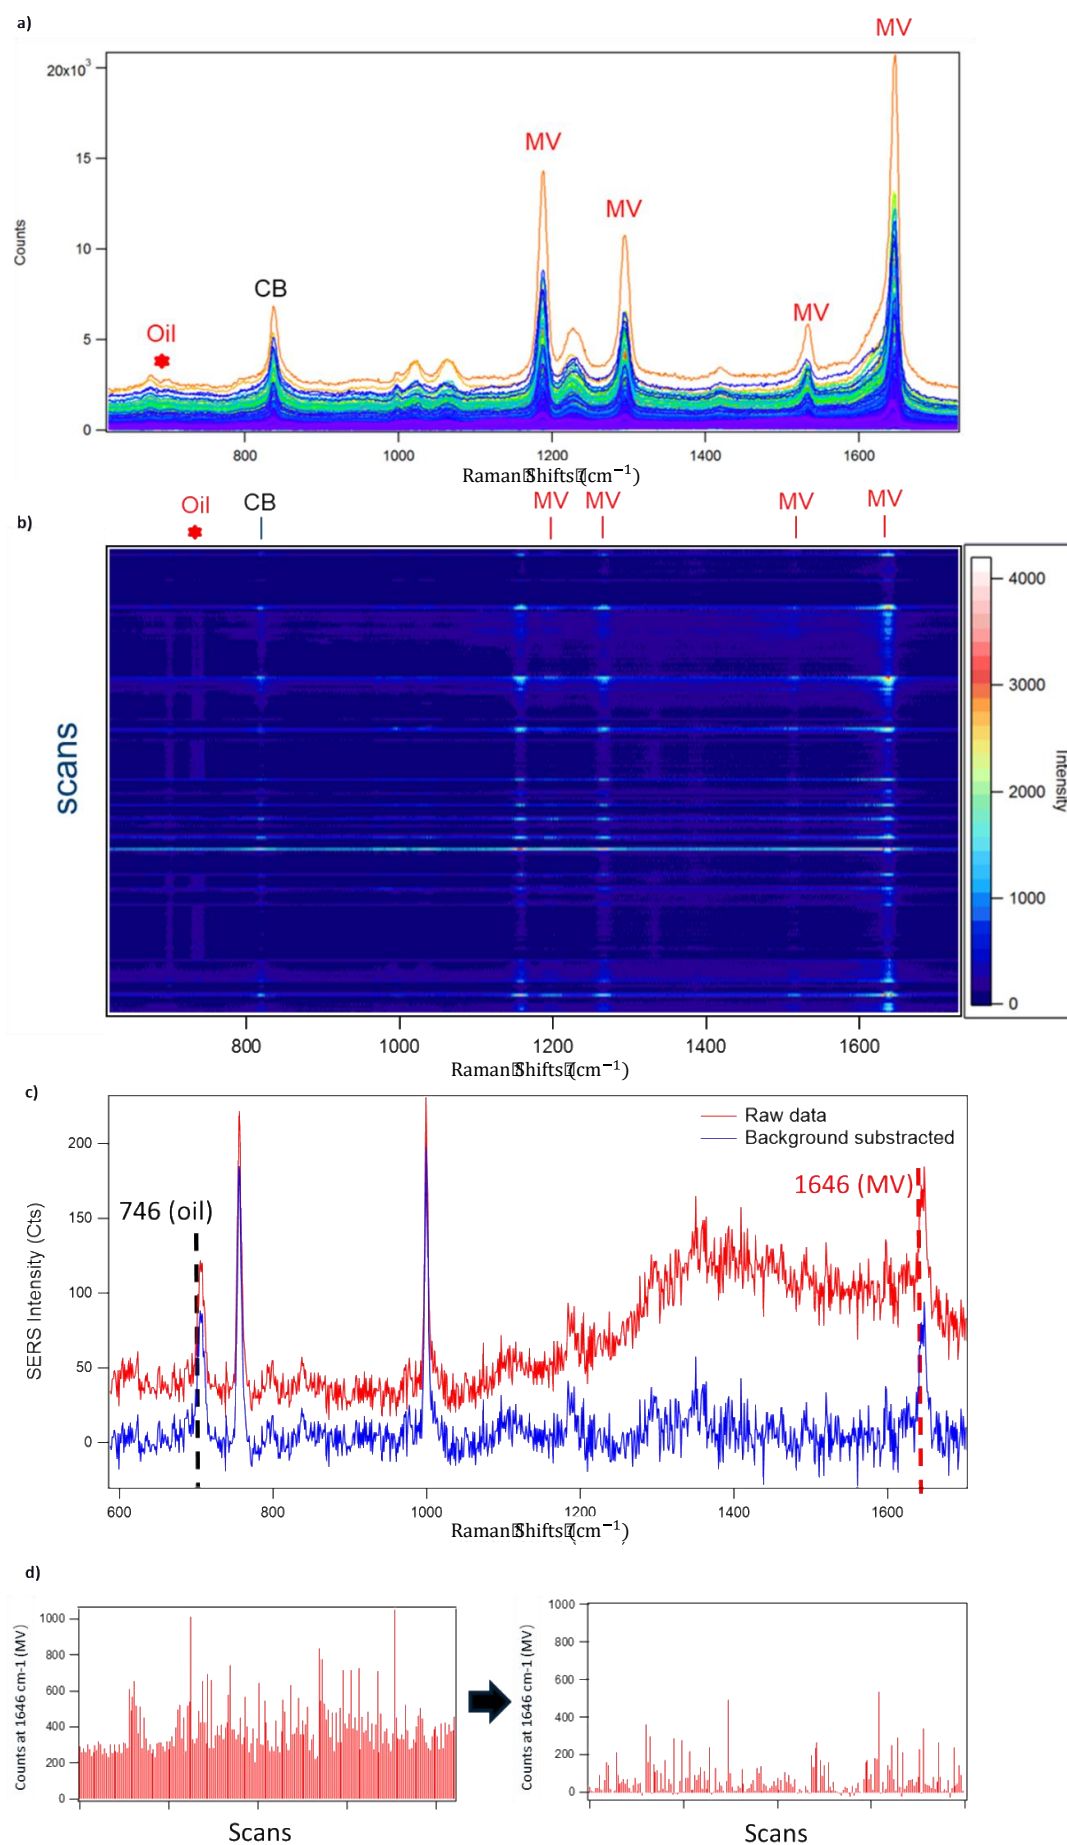 a)
MV
20x10³
MV
15
MV
10
Counts
CB
MV
Oil
5
0
800
1000
1200
1400
1600
Raman Shifts (cm⁻¹)
b)
Oil
CB
MV
MV
MV
MV
4000
3000
scans
Intensity
2000
1000
0
800
1000
1200
1400
1600
Raman Shifts (cm⁻¹)
c)
Raw data
Background substracted
200
1646 (MV)
746 (oil)
150
SERS Intensity (Cts)
100
50
0
600
800
1000
1200
1400
1600
Raman Shifts (cm⁻¹)
d)
1000
800
600
400
200
0
Counts at 1646 cm-1 (MV)
Scans
1000
800
600
400
200
0
Counts at 1646 cm-1 (MV)
Scans